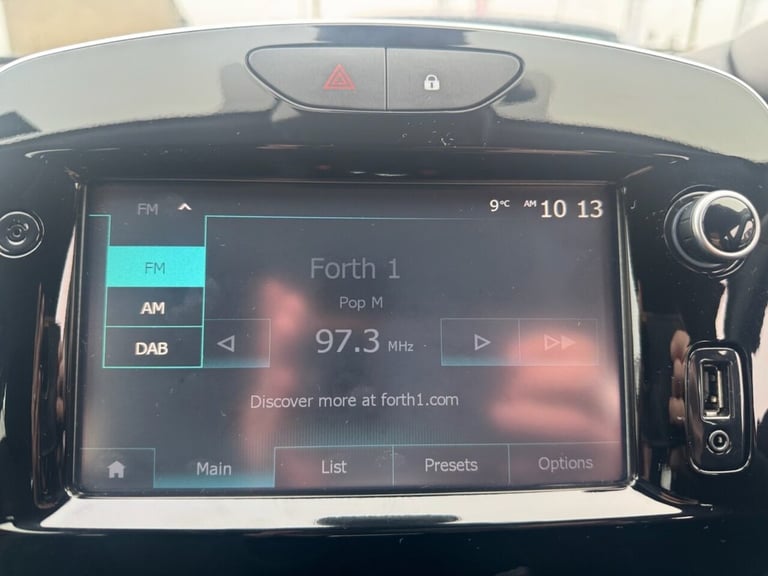 FM
9°C AM 10 13
FM
AM
DAB
Forth 1
Pop M
97.3 MHz
Discover more at forth1.com
Main
List
Presets
Options